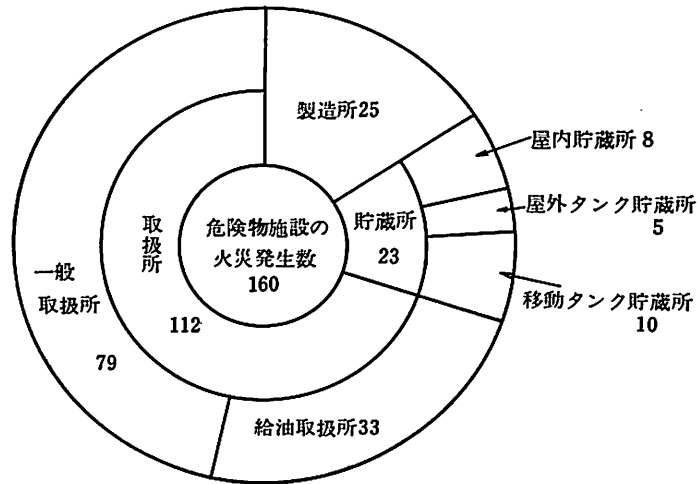 危険物施設の
火災発生数
160
製造所25
貯蔵所
23
屋内貯蔵所 8
屋外タンク貯蔵所
5
移動タンク貯蔵所
10
取扱所
112
給油取扱所33
一般
取扱所
79